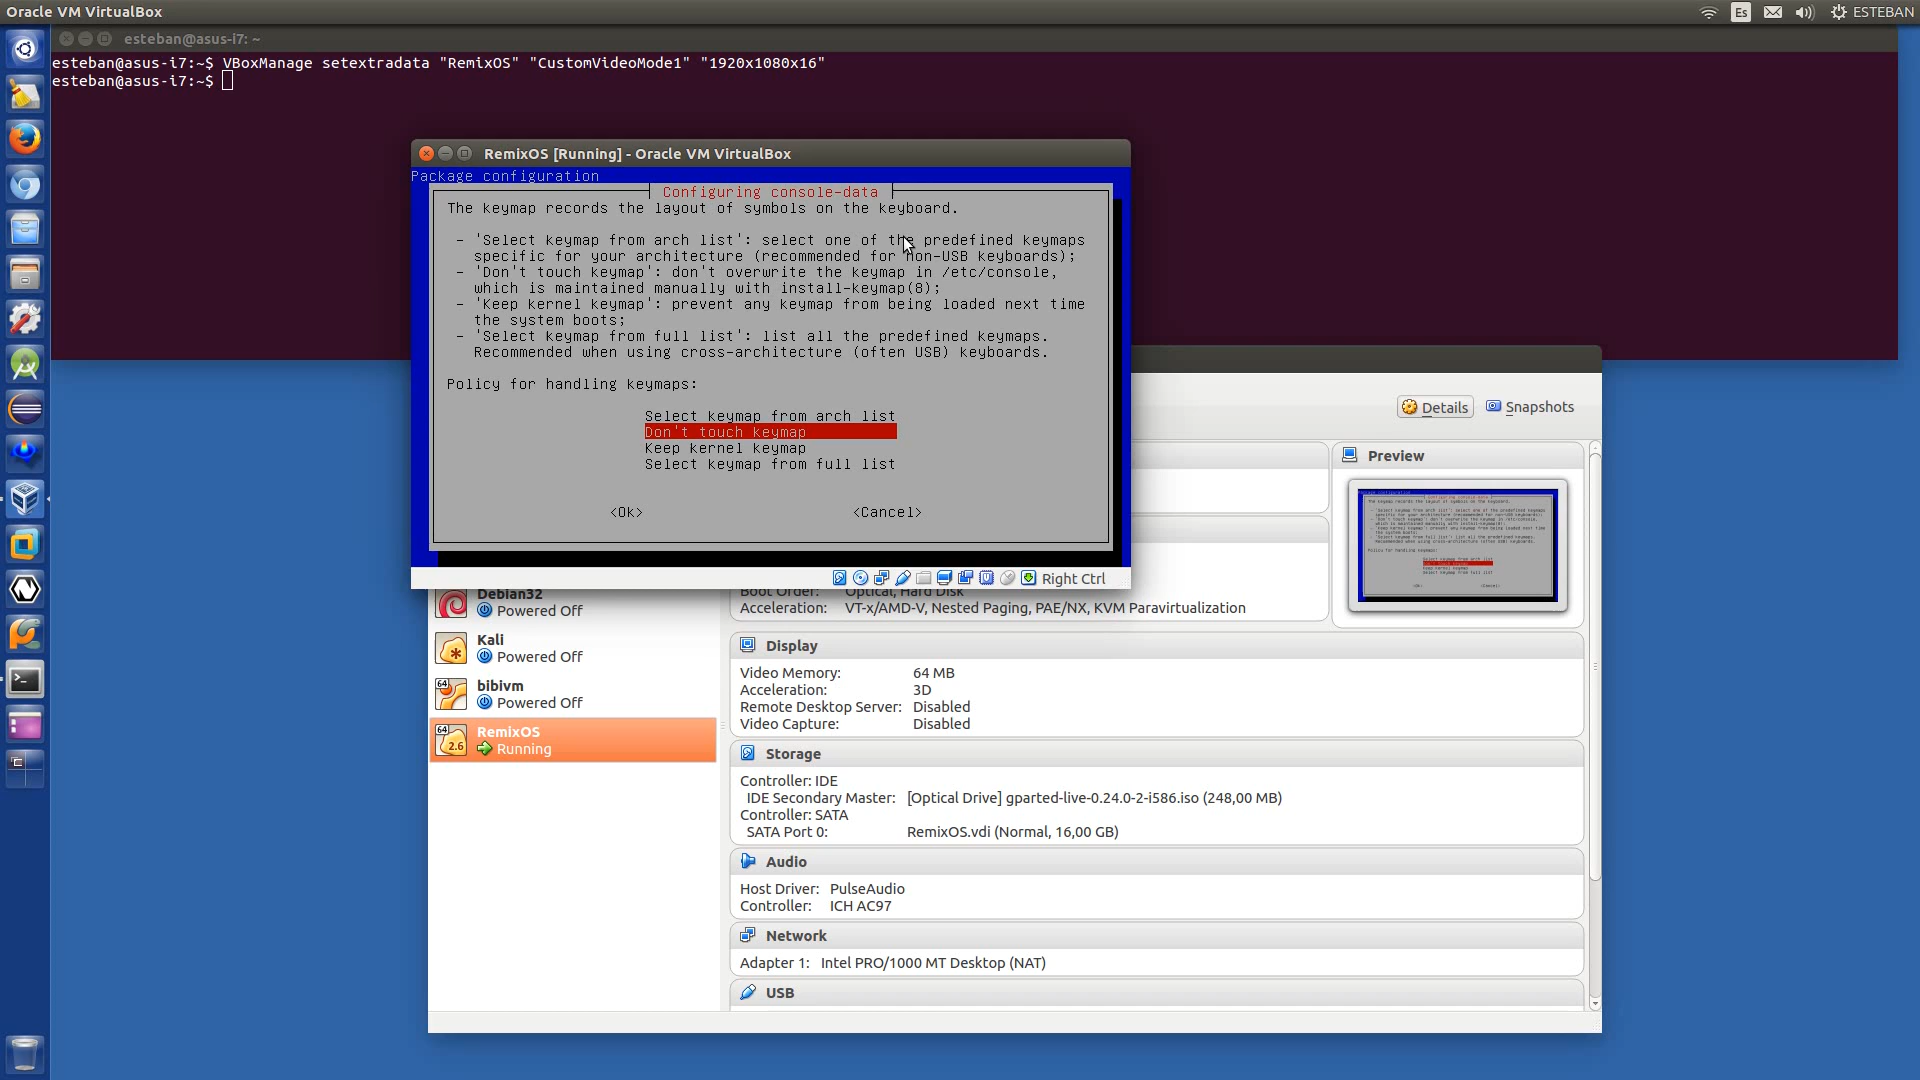 Oracle VM VirtualBox
Es
ESTEBAN
esteban@asus-i7: ~
esteban@asus-i7:~$ VBoxManage setextradata "RemixOS" "CustomVideoMode1" "1920x1080x16"
esteban@asus-i7:~$
RemixOS [Running] - Oracle VM VirtualBox
Package configuration
Configuring console-data
The keymap records the layout of symbols on the keyboard.
- 'Select keymap from arch list': select one of the predefined keymaps
specific for your architecture (recommended for non-USB keyboards);
- 'Don't touch keymap': don't overwrite the keymap in /etc/console,
which is maintained manually with install-keymap(8);
- 'Keep kernel keymap': prevent any keymap from being loaded next time
the system boots;
- 'Select keymap from full list': list all the predefined keymaps.
Recommended when using cross-architecture (often USB) keyboards.
Policy for handling keymaps:
Select keymap from arch list
Don't touch keymap
Keep kernel keymap
Select keymap from full list
<Ok> <Cancel>
Right Ctrl
Details
Snapshots
Preview
Debian32
Powered Off
Kali
Powered Off
64
bibivm
Powered Off
64
2.6
RemixOS
Running
Boot Order: Optical, Hard Disk
Acceleration: VT-x/AMD-V, Nested Paging, PAE/NX, KVM Paravirtualization
Display
Video Memory: 64 MB
Acceleration: 3D
Remote Desktop Server: Disabled
Video Capture: Disabled
Storage
Controller: IDE
IDE Secondary Master: [Optical Drive] gparted-live-0.24.0-2-i586.iso (248,00 MB)
Controller: SATA
SATA Port 0: RemixOS.vdi (Normal, 16,00 GB)
Audio
Host Driver: PulseAudio
Controller: ICH AC97
Network
Adapter 1: Intel PRO/1000 MT Desktop (NAT)
USB